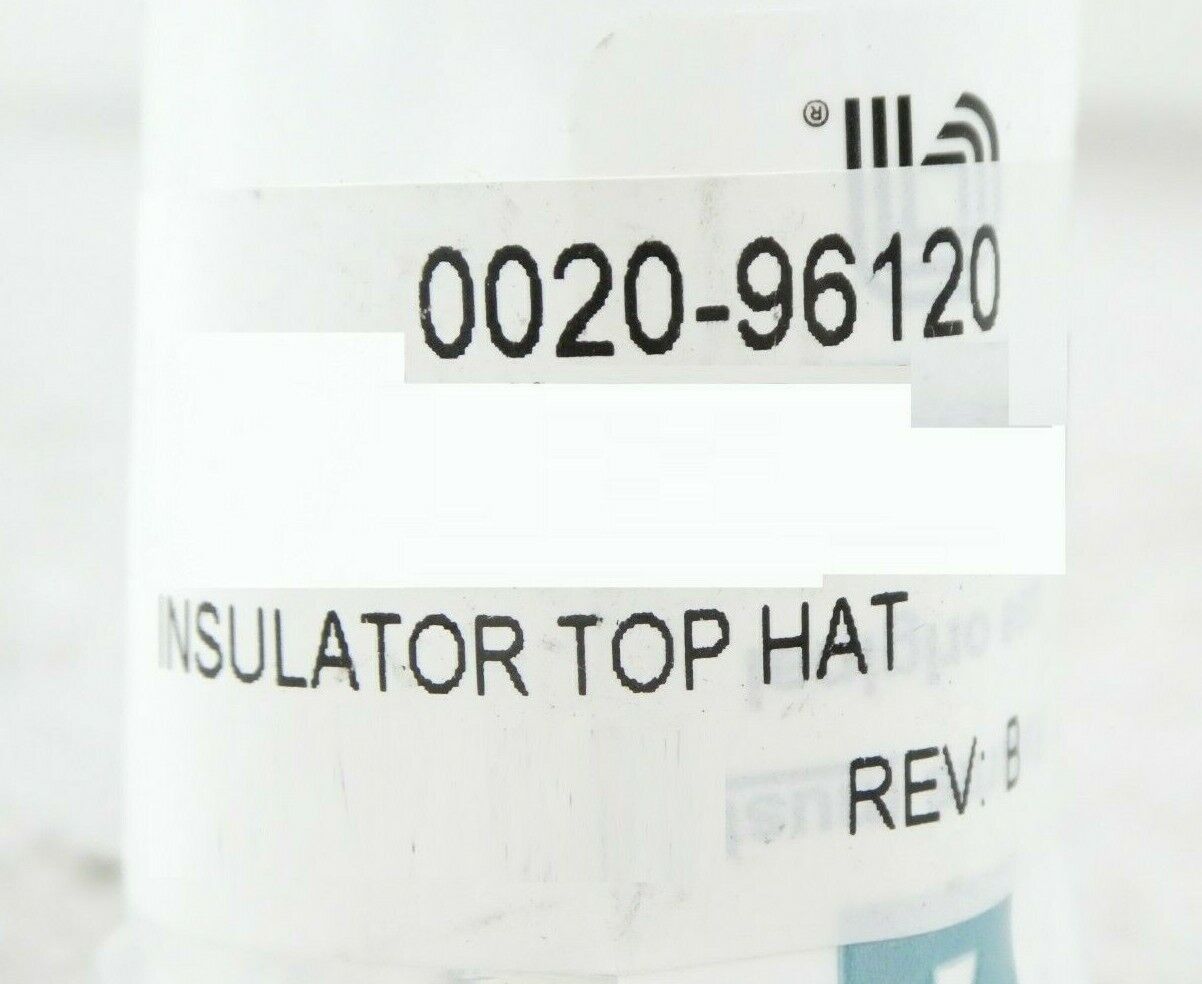 ®
0020-96120
INSULATOR TOP HAT
REV: B